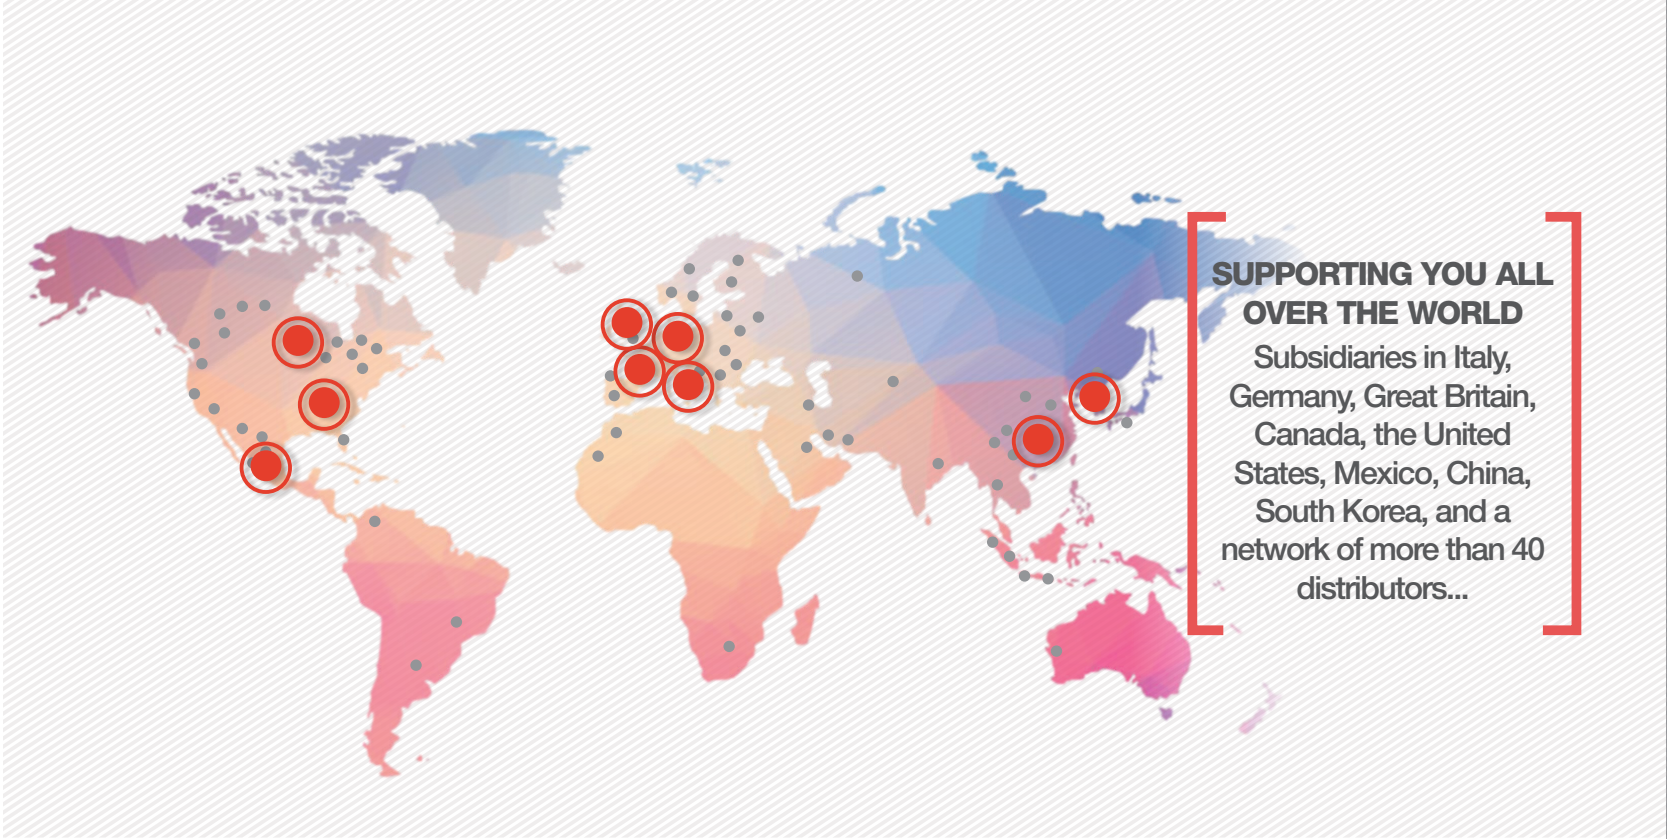 SUPPORTING YOU ALL
OVER THE WORLD
Subsidiaries in Italy,
Germany, Great Britain,
Canada, the United
States, Mexico, China,
South Korea, and a
network of more than 40
distributors...